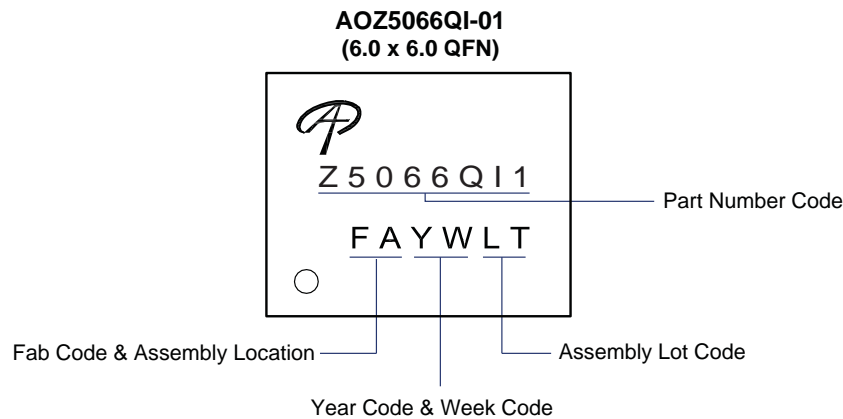 AOZ5066QI-01
(6.0 x 6.0 QFN)
Z5066QI1
Part Number Code
FAYWLT
Fab Code & Assembly Location
Assembly Lot Code
Year Code & Week Code